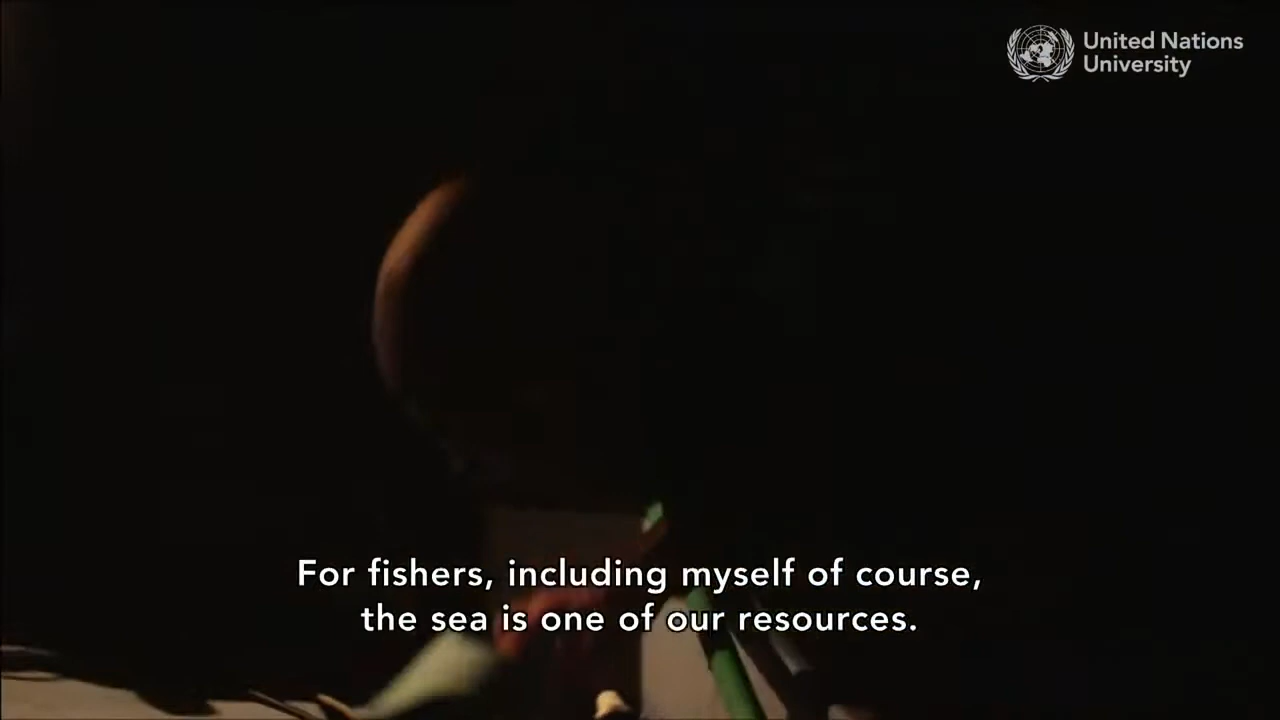 United Nations
University
For fishers, including myself of course,
the sea is one of our resources.